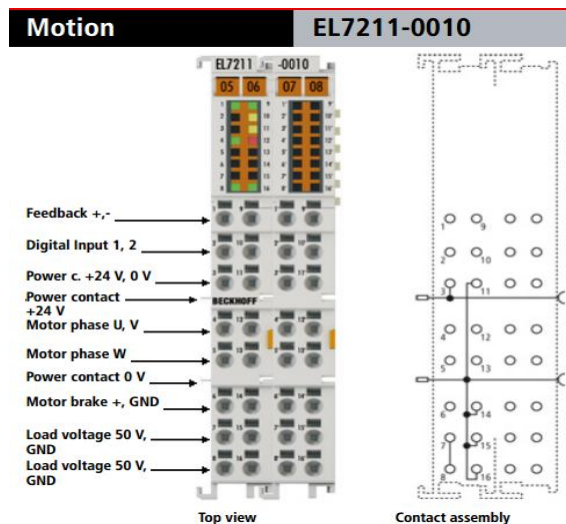 Motion EL7211-0010
EL7211 -0010
05 06 07 08
Feedback +,-
Digital Input 1, 2
Power c. +24 V, 0 V
Power contact
+24 V
BECKHOFF
Motor phase U, V
Motor phase W
Power contact 0 V
Motor brake +, GND
Load voltage 50 V,
GND
Load voltage 50 V,
GND
1 9
2 10
3 11
4 12
5 13
6 14
7 15
8 16
Top view Contact assembly